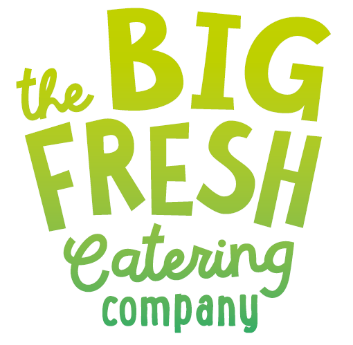 the BIG
FRESH
Catering
company